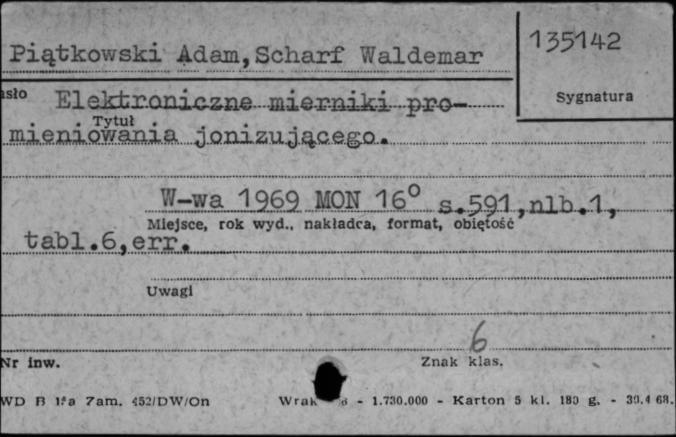 Piątkowski Adam, Scharf Waldemar
135142
Sygnatura
asło Elektroniczne mierniki pro-
Tytuł
mieniowania jonizującego.
W-wa 1969 MON 16° s.591, nlb.1,
Miejsce, rok wyd., nakładca, format, objętość
tabl.6, err.
Uwagi
6
Nr inw.
Znak klas.
WD B Zam. 452/DW/On - 1.730.000 - Karton 5 kl. 180 g. - 30.4 68.